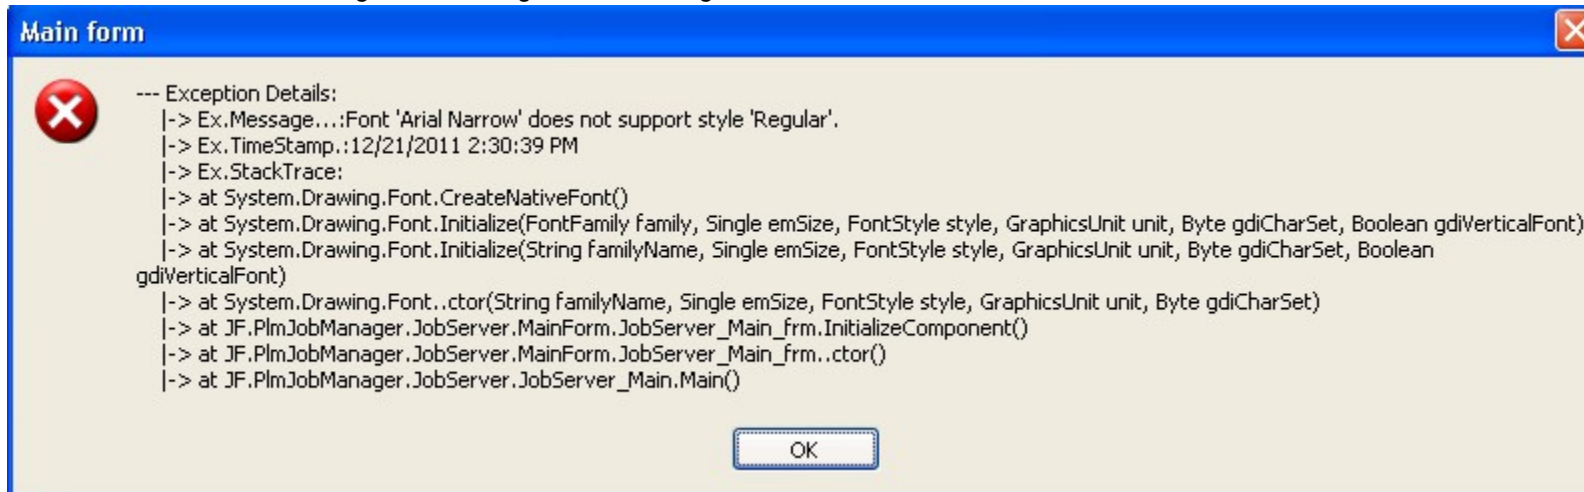 Main form
--- Exception Details:
|-> Ex.Message...:Font 'Arial Narrow' does not support style 'Regular'.
|-> Ex.TimeStamp.:12/21/2011 2:30:39 PM
|-> Ex.StackTrace:
|-> at System.Drawing.Font.CreateNativeFont()
|-> at System.Drawing.Font.Initialize(FontFamily family, Single emSize, FontStyle style, GraphicsUnit unit, Byte gdiCharSet, Boolean gdiVerticalFont)
|-> at System.Drawing.Font.Initialize(String familyName, Single emSize, FontStyle style, GraphicsUnit unit, Byte gdiCharSet, Boolean
gdiVerticalFont)
|-> at System.Drawing.Font..ctor(String familyName, Single emSize, FontStyle style, GraphicsUnit unit, Byte gdiCharSet)
|-> at JF.PlmJobManager.JobServer.MainForm.JobServer_Main_frm.InitializeComponent()
|-> at JF.PlmJobManager.JobServer.MainForm.JobServer_Main_frm..ctor()
|-> at JF.PlmJobManager.JobServer.JobServer_Main.Main()
OK